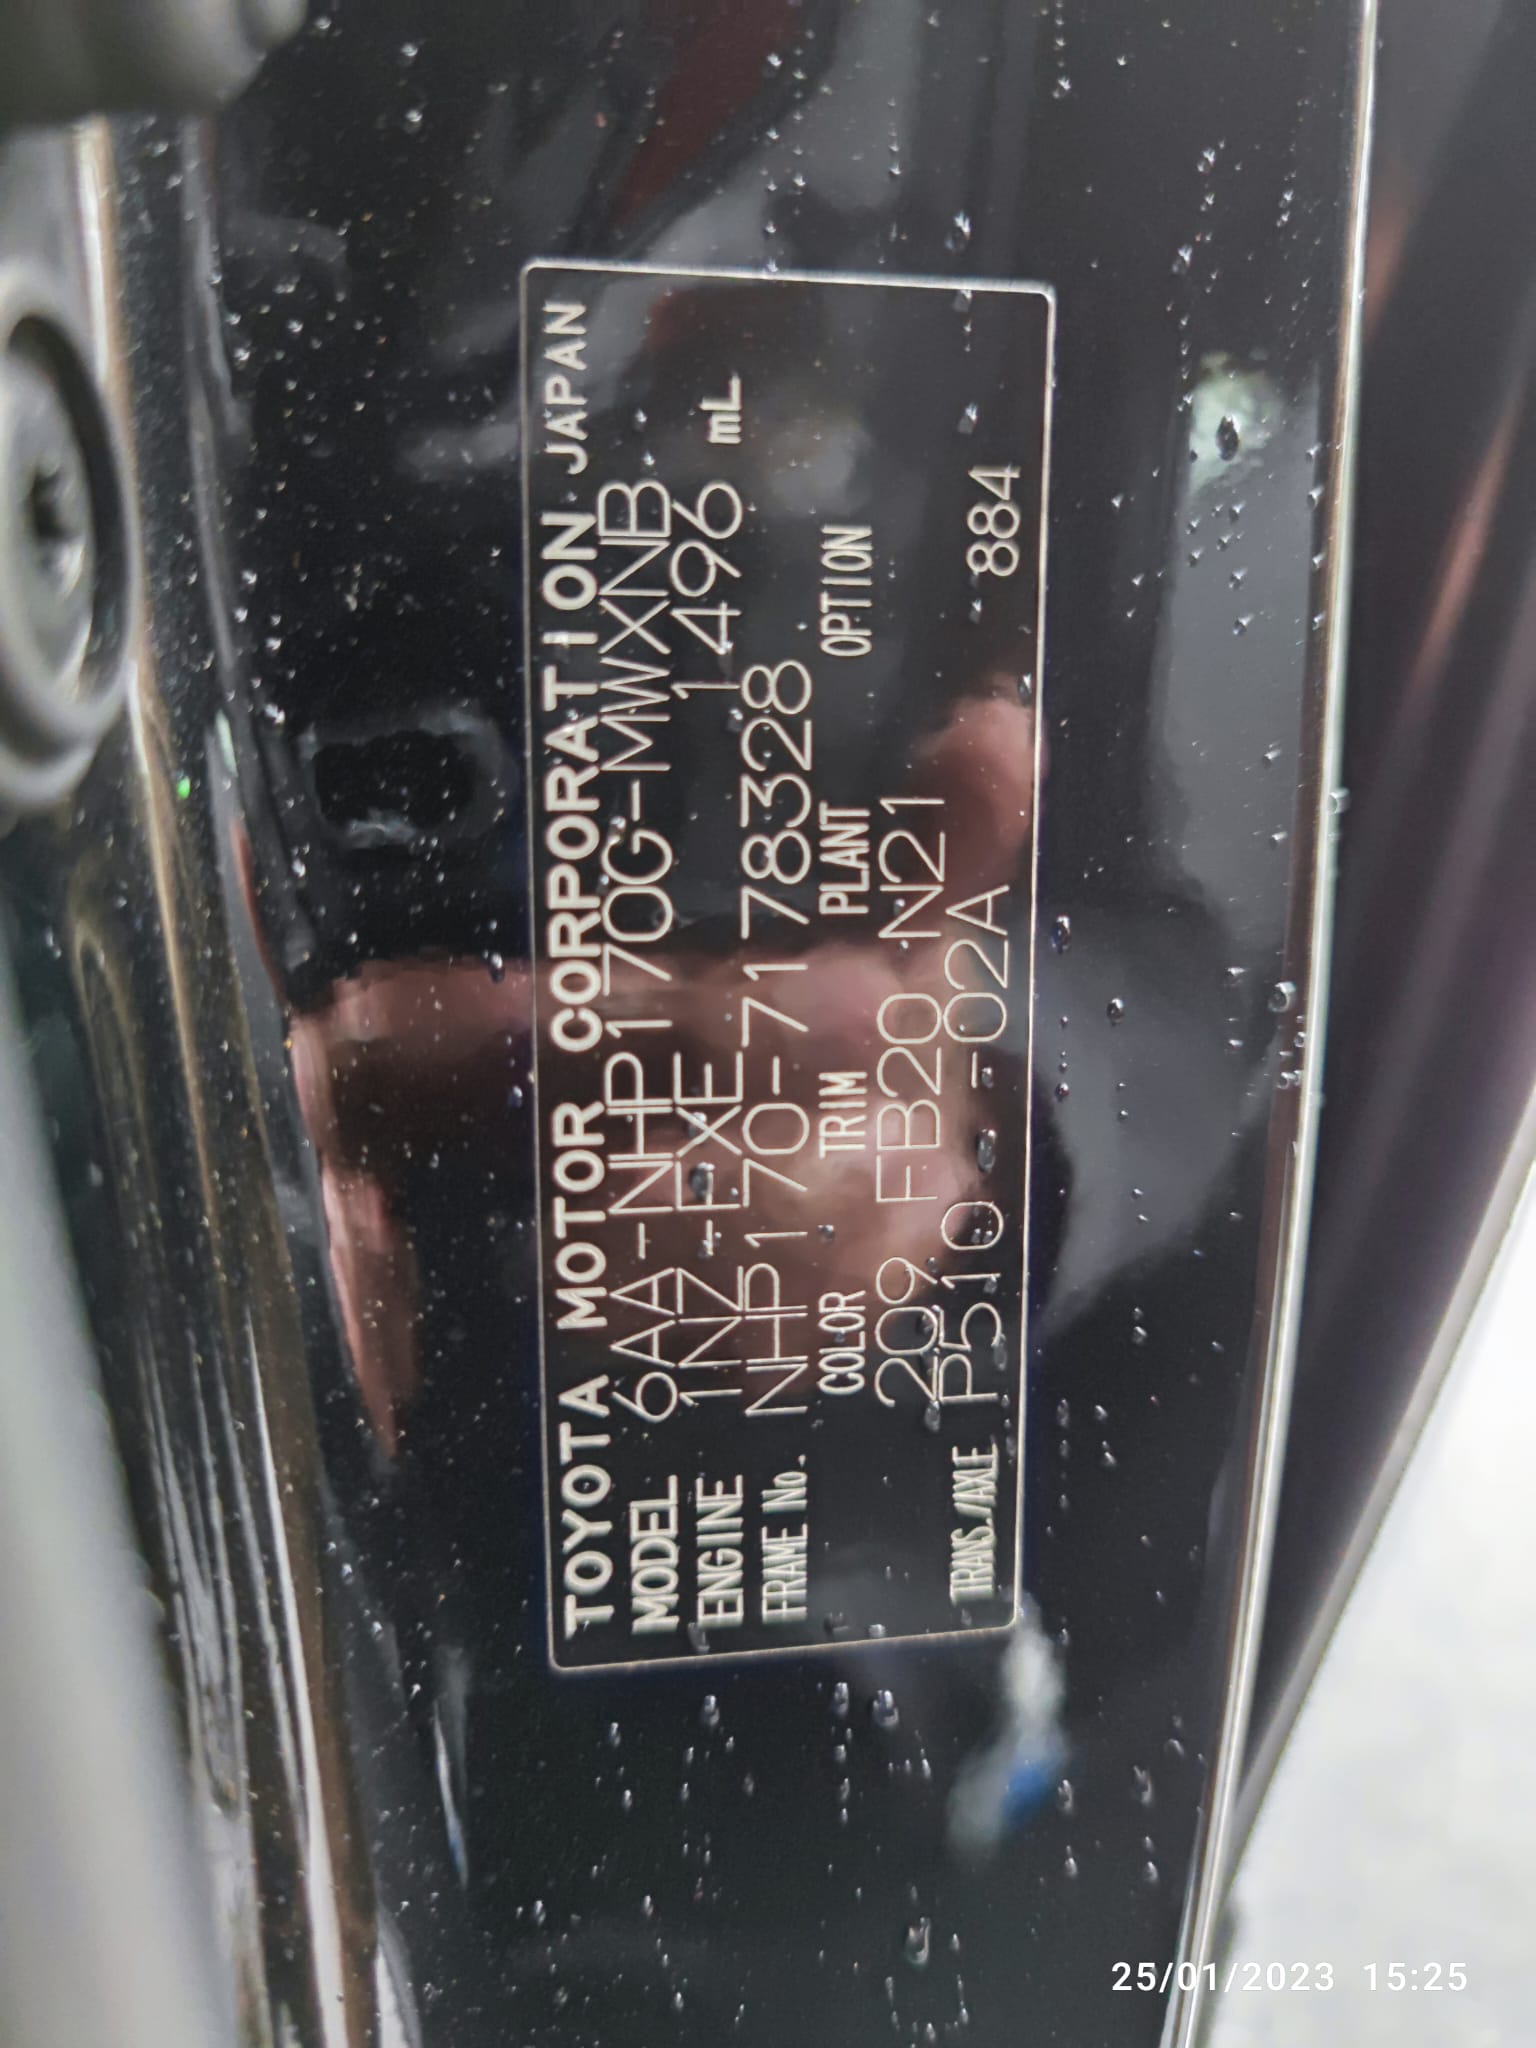 TOYOTA MOTOR CORPORATION JAPAN
MODEL 6AA-NHP170G-MWXNB
ENGINE 1NZ-FXE 1496 mL
FRAME No. NHP170-7178328
COLOR TRIM PLANT OPTION
209 FB20 N21
TRANS./AXLE P510 -02A 884
25/01/2023 15:25